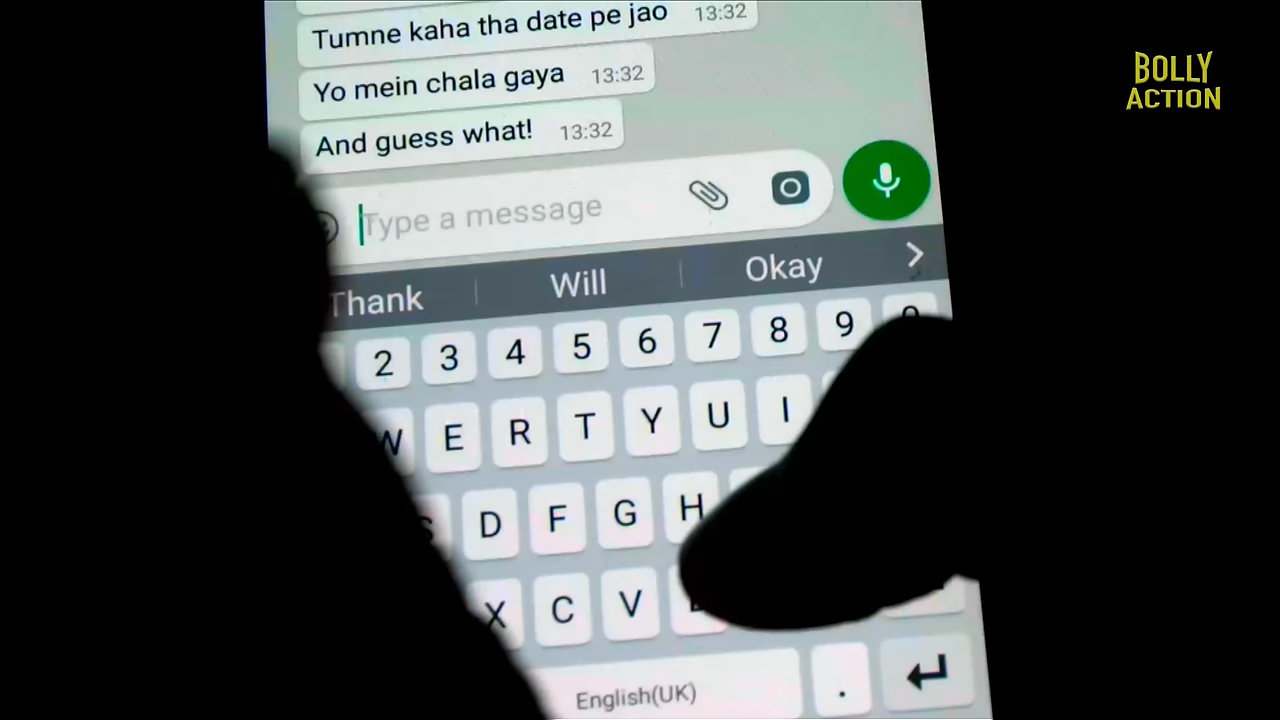 Tumne kaha tha date pe jao 13:32
Yo mein chala gaya 13:32
And guess what! 13:32
BOLLY
ACTION
Type a message
Thank Will Okay
2 3 4 5 6 7 8 9
W E R T Y U I
S D F G H
X C V
English(UK) .